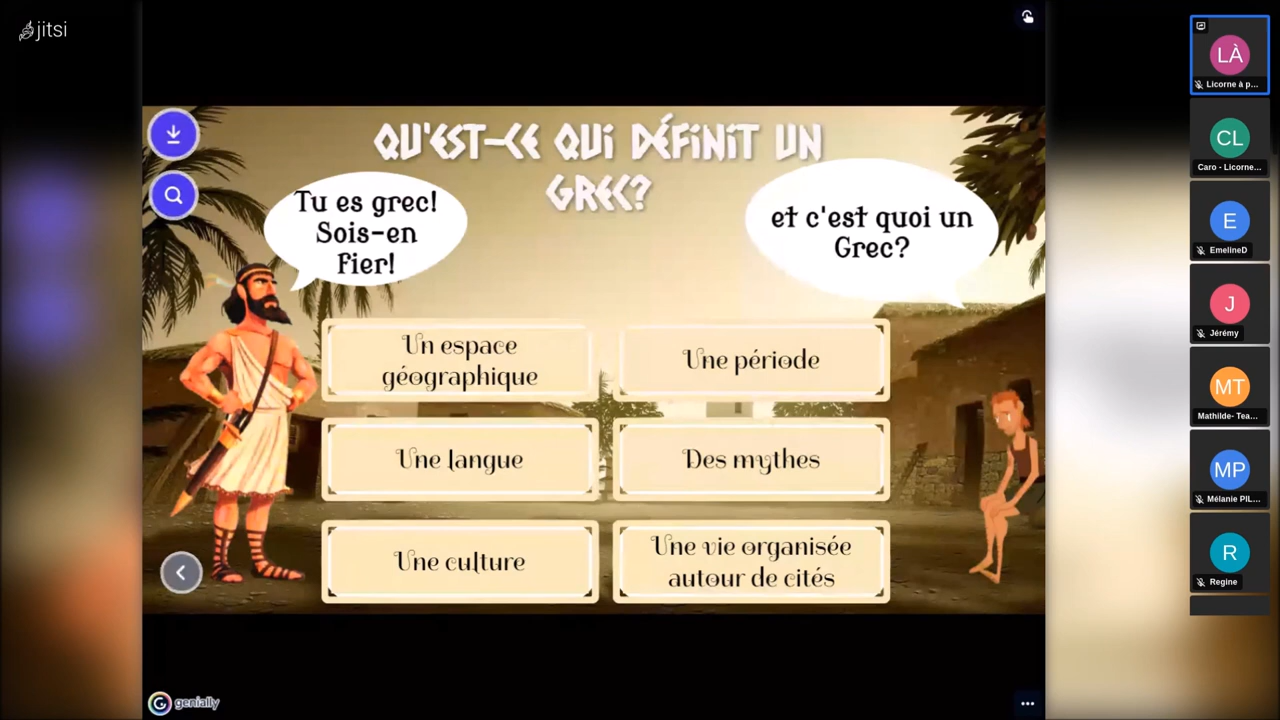 jitsi
QU'EST-CE QUI DÉFINIT UN
GREC?
Tu es grec!
Sois-en
fier!
et c'est quoi un
Grec?
Un espace
géographique
Une période
Une langue
Des mythes
Une culture
Une vie organisée
autour de cités
genially
LÀ
Licorne à p...
CL
Caro - Licorne...
E
EmelineD
J
Jérémy
MT
Mathilde- Tea...
MP
Mélanie PIL...
R
Regine